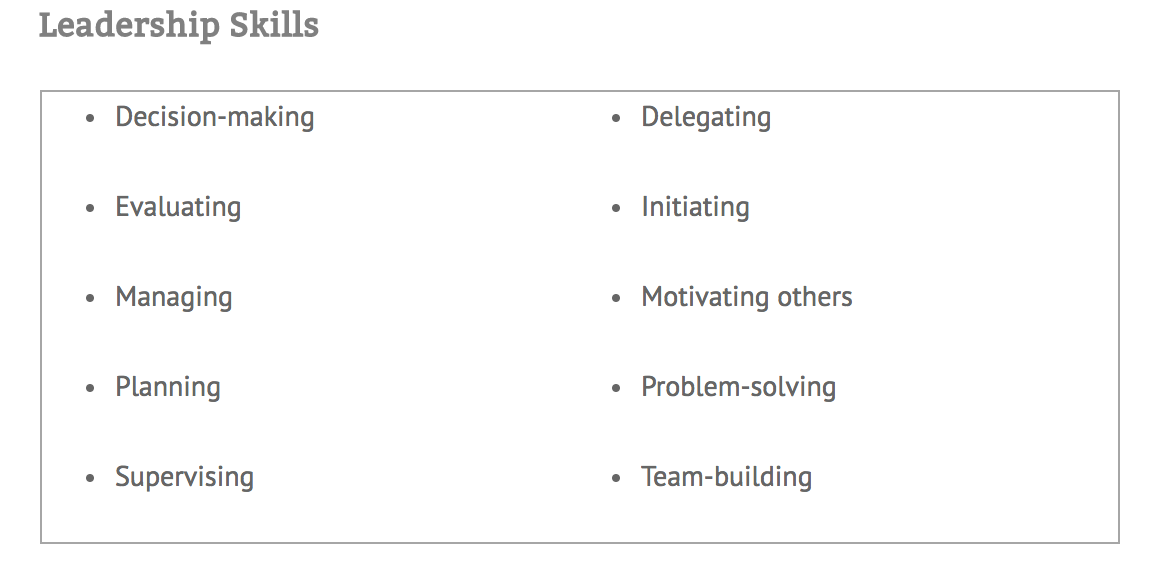 Leadership Skills
• Decision-making
• Delegating
• Evaluating
• Initiating
• Managing
• Motivating others
• Planning
• Problem-solving
• Supervising
• Team-building